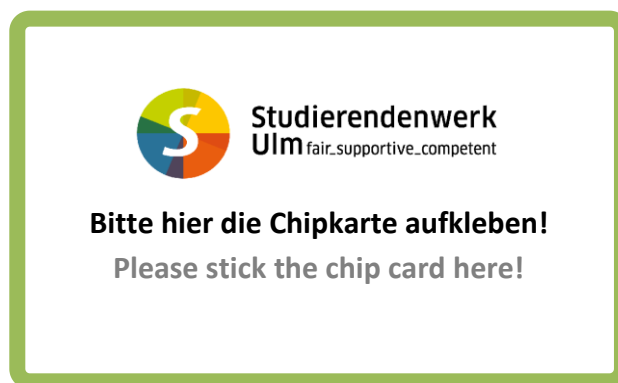 S
Studierendenwerk
Ulm fair_supportive_competent
Bitte hier die Chipkarte aufkleben!
Please stick the chip card here!